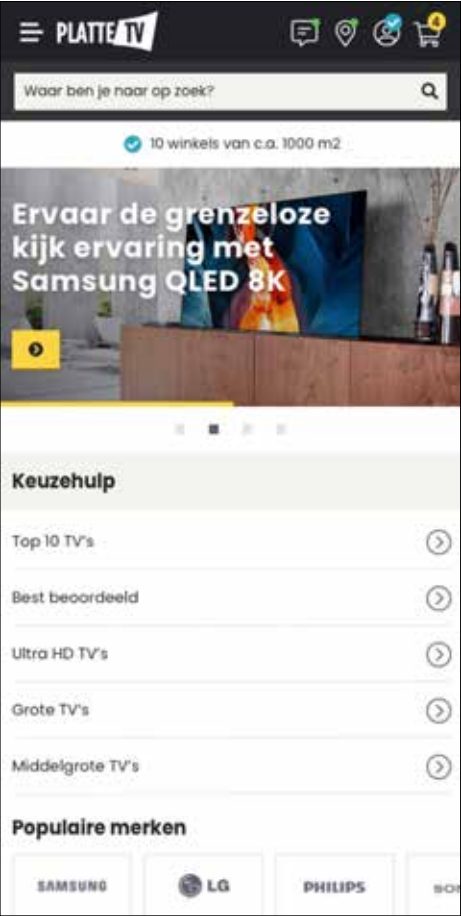 PLATTE TV
4
Waar ben je naar op zoek?
10 winkels van c.a. 1000 m2
Ervaar de grenzeloze
kijk ervaring met
Samsung QLED 8K
Keuzehulp
Top 10 TV's
Best beoordeeld
Ultra HD TV's
Grote TV's
Middelgrote TV's
Populaire merken
SAMSUNG LG PHILIPS